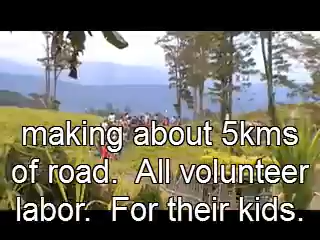 making about 5kms
of road.  All volunteer
labor.  For their kids.